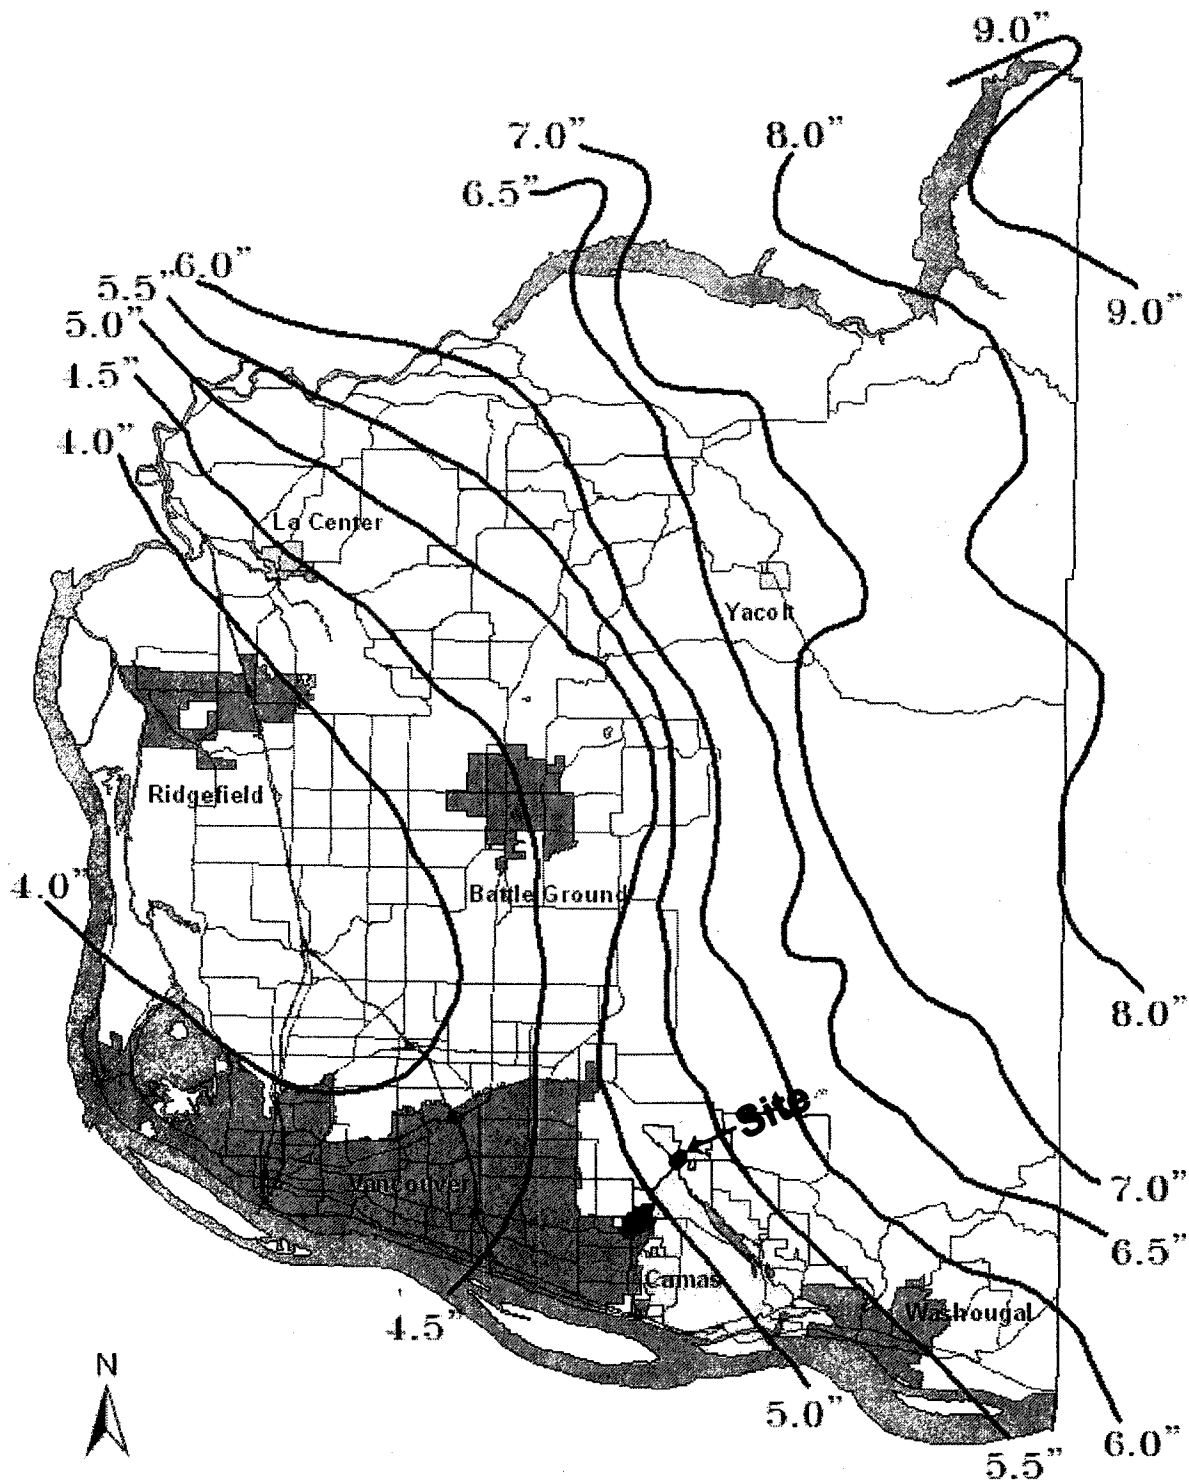 9.0”
7.0”
8.0”
6.5”
6.0”
5.5”
5.0”
9.0”
4.5”
4.0”
La Center
Yacolt
Ridgefield
4.0”
Battle Ground
8.0”
Site
Vancouver
7.0”
6.5”
Camas
Washougal
4.5”
N
5.0”
6.0”
5.5”